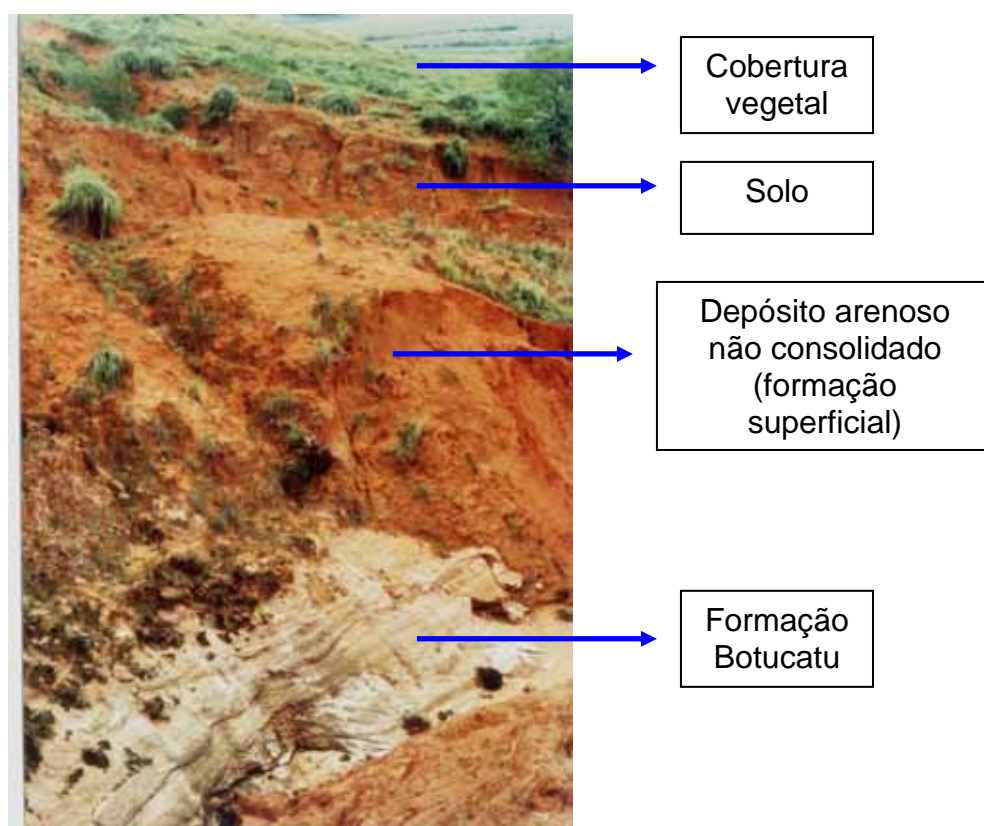 Cobertura
vegetal
Solo
Depósito arenoso
não consolidado
(formação
superficial)
Formação
Botucatu